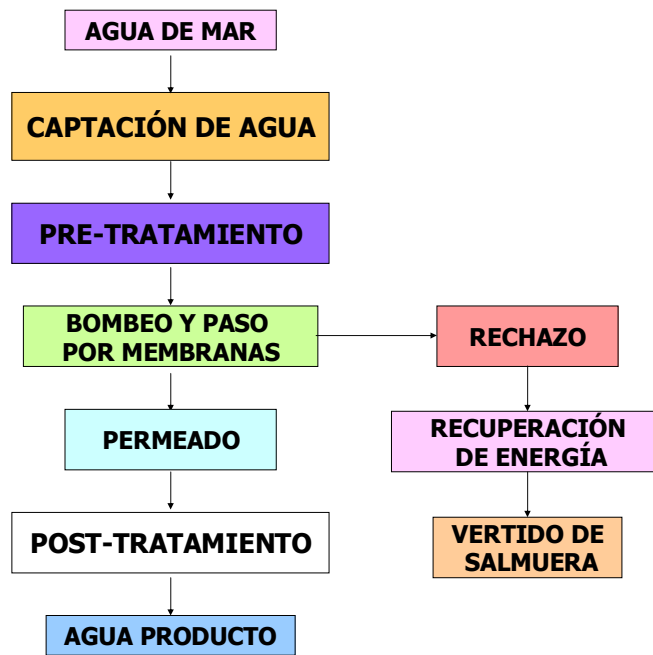 AGUA DE MAR
CAPTACIÓN DE AGUA
PRE-TRATAMIENTO
BOMBEO Y PASO
POR MEMBRANAS
RECHAZO
PERMEADO
RECUPERACIÓN
DE ENERGÍA
POST-TRATAMIENTO
VERTIDO DE
SALMUERA
AGUA PRODUCTO